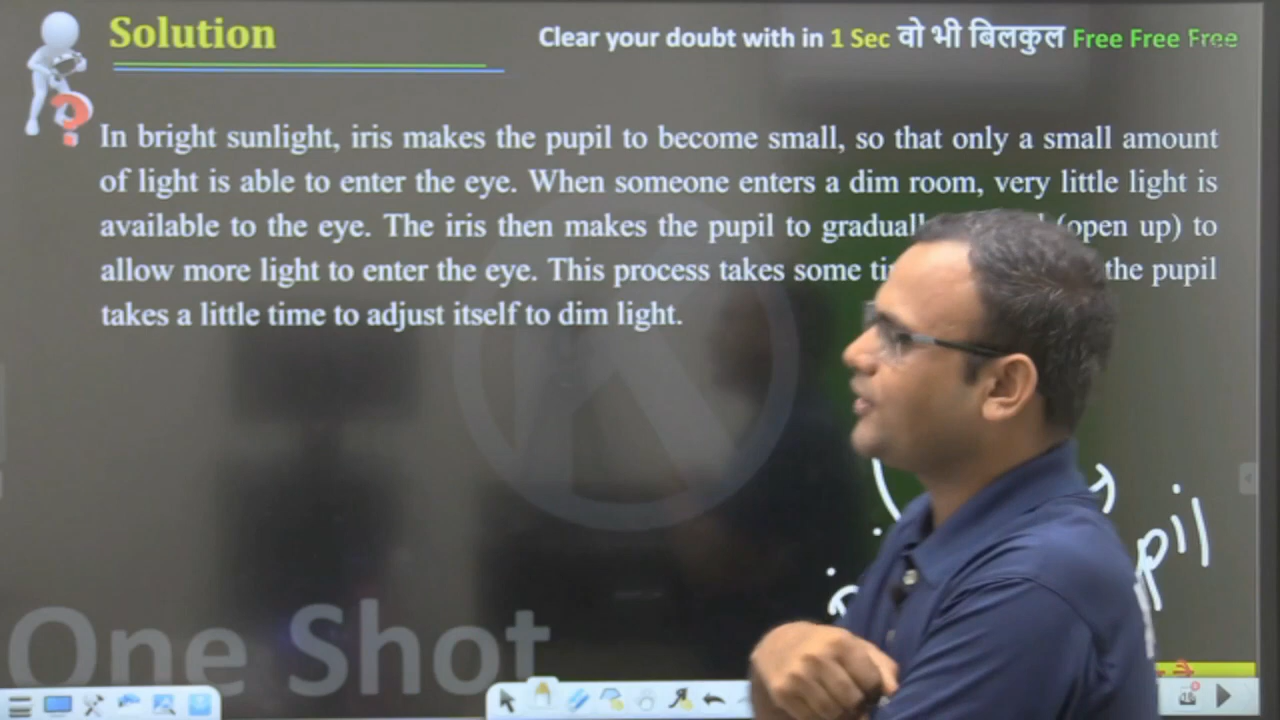 Solution
Clear your doubt with in 1 Sec वो भी बिलकुल Free Free Free
In bright sunlight, iris makes the pupil to become small, so that only a small amount
of light is able to enter the eye. When someone enters a dim room, very little light is
available to the eye. The iris then makes the pupil to (open up) to
allow more light to enter the eye. This process takes some the pupil
takes a little time to adjust itself to dim light.
One Shot